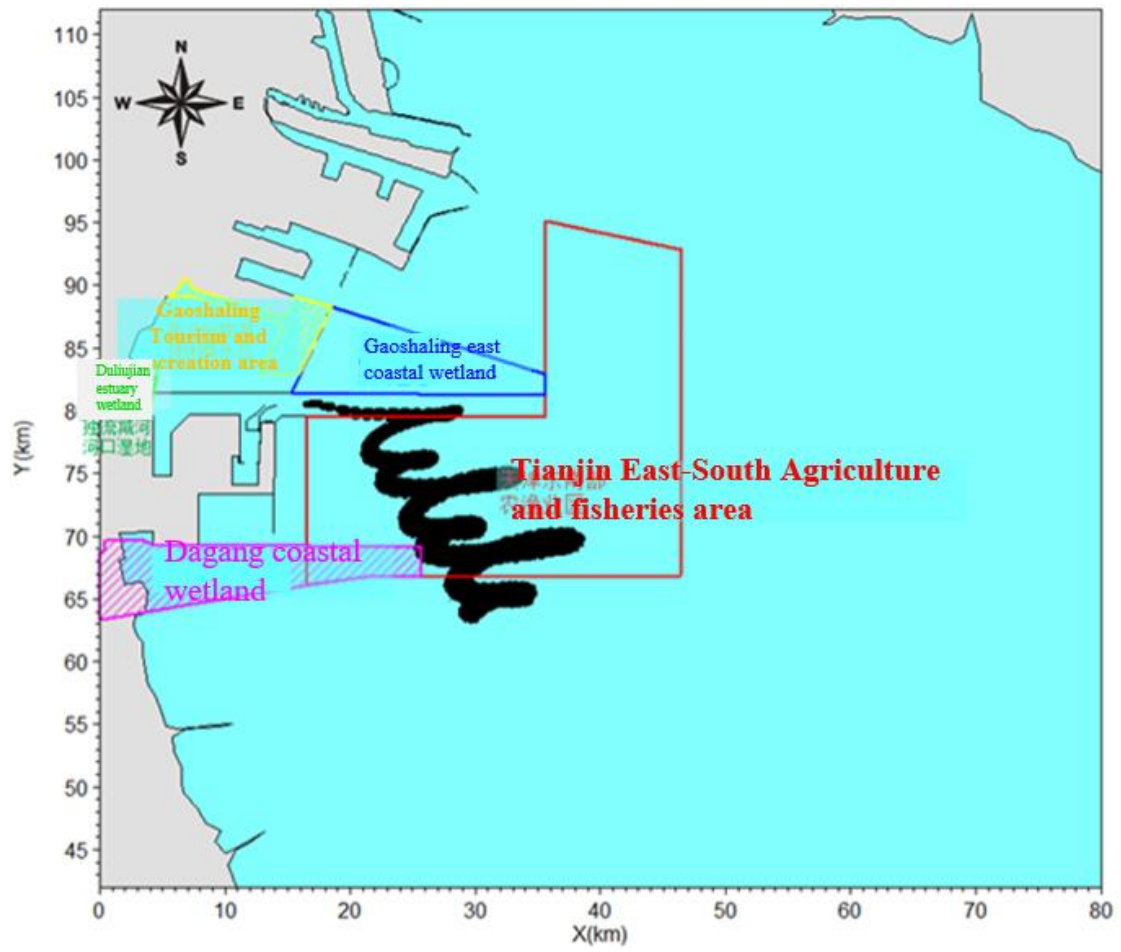 110
105
100
95
90
85
8
75
70
65
60
55
50
45
Y(km)
N
W
E
S
Gaoshaling
Tourism and
creation area
Gaoshaling east
coastal wetland
Duliujian
estuary
wetland
独流减河
河口湿地
Tianjin East-South Agriculture
and fisheries area
Dagang coastal
wetland
0
10
20
30
40
50
60
70
80
X(km)